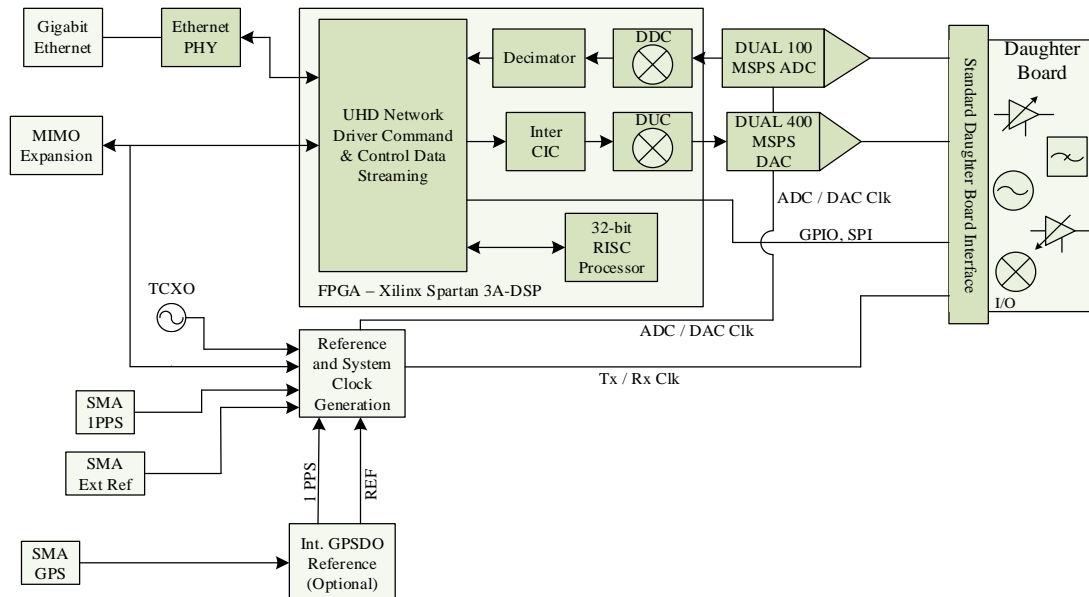 Gigabit
Ethernet
Ethernet
PHY
MIMO
Expansion
UHD Network
Driver Command
& Control Data
Streaming
Decimator
DDC
Inter
CIC
DUC
32-bit
RISC
Processor
FPGA – Xilinx Spartan 3A-DSP
DUAL 100
MSPS ADC
DUAL 400
MSPS
DAC
ADC / DAC Clk
GPIO, SPI
Standard Daughter Board Interface
Daughter
Board
I/O
TCXO
ADC / DAC Clk
Reference
and System
Clock
Generation
Tx / Rx Clk
SMA
1PPS
SMA
Ext Ref
1 PPS
REF
SMA
GPS
Int. GPSDO
Reference
(Optional)